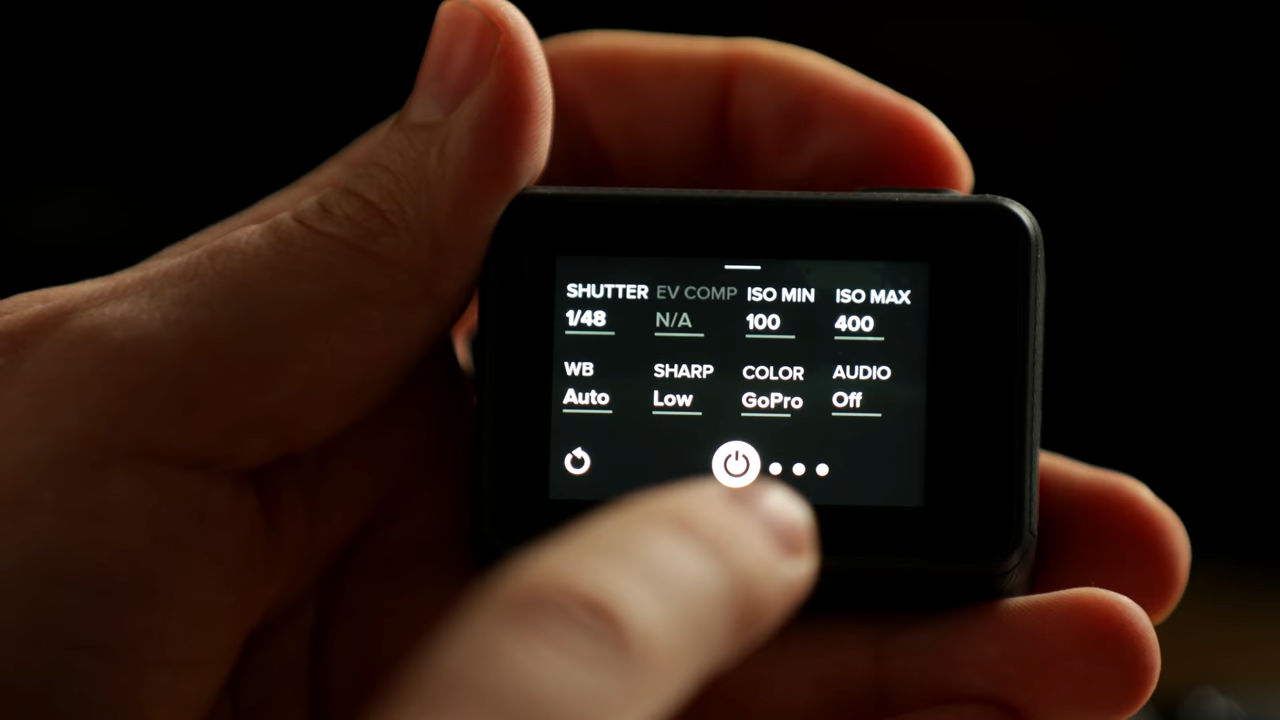 SHUTTER EV COMP ISO MIN ISO MAX
1/48 N/A 100 400
WB SHARP COLOR AUDIO
Auto Low GoPro Off